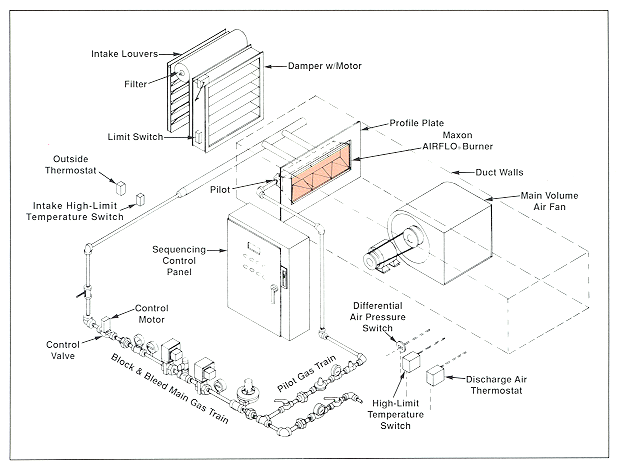 Intake Louvers
Damper w/Motor
Filter
Limit Switch
Profile Plate
Maxon
AIRFLO® Burner
Outside
Thermostat
Pilot
Duct Walls
Intake High-Limit
Temperature Switch
Main Volume
Air Fan
Sequencing
Control
Panel
Control
Motor
Differential
Air Pressure
Switch
Control
Valve
Block & Bleed Main Gas Train
Pilot Gas Train
Discharge Air
Thermostat
High-Limit
Temperature
Switch